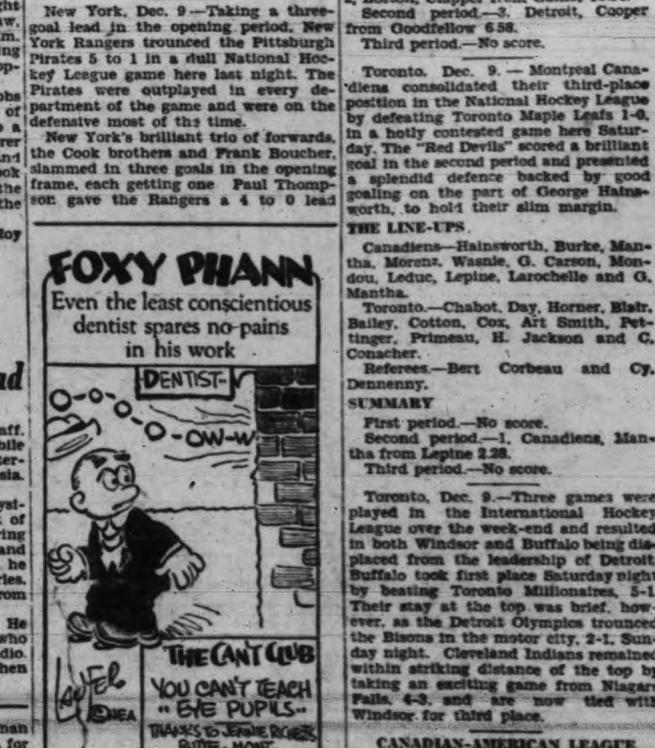 New York, Dec. 9—Taking a three-
goal lead in the opening period, New
York Rangers trounced the Pittsburgh
Pirates 5 to 1 in a dull National Hoc-
key League game here last night. The
Pirates were outplayed in every de-
partment of the game and were on the
defensive most of the time.
New York's brilliant trio of forwards,
the Cook brothers and Frank Boucher,
slammed in three goals in the opening
frame, each getting one Paul Thomp-
son gave the Rangers a 4 to 0 lead
FOXY PHANN
Even the least conscientious
dentist spares no-pains
in his work
DENTIST-
O-O-O-O-O-OW-W
LAUFER
©NEA
THE CAN'T CLUB
YOU CAN'T TEACH
"EYE PUPILS"
THANKS TO JEANNIE
BUTTE - MONT
Second period.—3, Detroit, Cooper
from Goodfellow 6.58.
Third period.—No score.
Toronto, Dec. 9. — Montreal Cana-
diens consolidated their third-place
position in the National Hockey League
by defeating Toronto Maple Leafs 1-0,
in a hotly contested game here Satur-
day. The "Red Devils" scored a brilliant
goal in the second period and presented
a splendid defence backed by good
goaling on the part of George Hains-
worth, to hold their slim margin.
THE LINE-UPS
Canadiens—Hainsworth, Burke, Man-
tha, Morenz, Wasnie, G. Carson, Mon-
dou, Leduc, Lepine, Larochelle and G.
Mantha.
Toronto.—Chabot, Day, Horner, Blair,
Bailey, Cotton, Cox, Art Smith, Pet-
tinger, Primeau, H. Jackson and C.
Conacher.
Referees.—Bert Corbeau and Cy.
Dennenny.
SUMMARY
First period.—No score.
Second period.—1, Canadiens, Man-
tha from Lepine 2.28.
Third period.—No score.
Toronto, Dec. 9.—Three games were
played in the International Hockey
League over the week-end and resulted
in both Windsor and Buffalo being dis-
placed from the leadership of Detroit.
Buffalo took first place Saturday night
by beating Toronto Millionaires, 5-1.
Their stay at the top was brief, how-
ever, as the Detroit Olympics trounced
the Bisons in the motor city, 2-1, Sun-
day night. Cleveland Indians remained
within striking distance of the top by
taking an exciting game from Niagara
Falls, 4-3, and are now tied with
Windsor for third place.
CANADIAN-AMERICAN LEAGUE